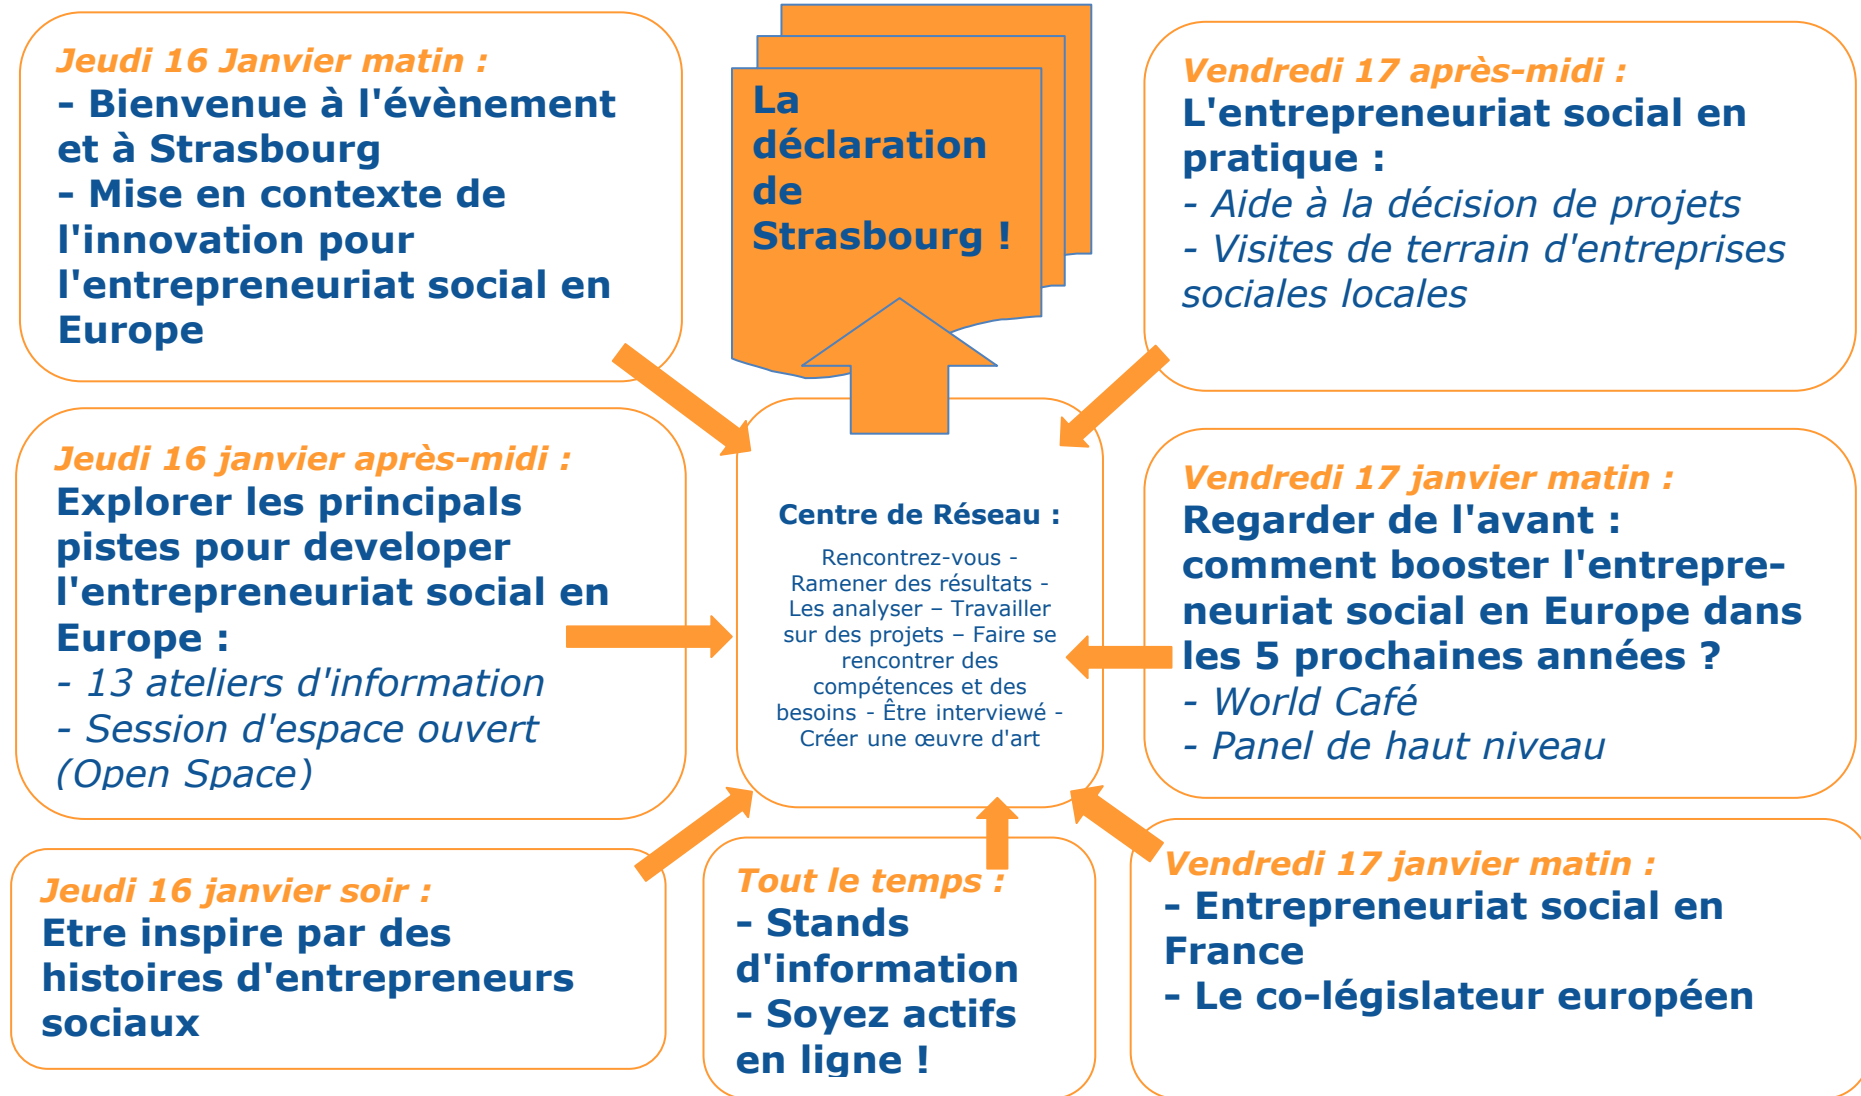 Jeudi 16 Janvier matin :
- Bienvenue à l'évènement
et à Strasbourg
- Mise en contexte de
l'innovation pour
l'entrepreneuriat social en
Europe
La
déclaration
de
Strasbourg !
Vendredi 17 après-midi :
L'entrepreneuriat social en
pratique :
- Aide à la décision de projets
- Visites de terrain d'entreprises
sociales locales
Jeudi 16 janvier après-midi :
Explorer les principals
pistes pour developer
l'entrepreneuriat social en
Europe :
- 13 ateliers d'information
- Session d'espace ouvert
(Open Space)
Centre de Réseau :
Rencontrez-vous -
Ramener des résultats -
Les analyser – Travailler
sur des projets – Faire se
rencontrer des
compétences et des
besoins - Être interviewé -
Créer une œuvre d'art
Vendredi 17 janvier matin :
Regarder de l'avant :
comment booster l'entrepre-
neuriat social en Europe dans
les 5 prochaines années ?
- World Café
- Panel de haut niveau
Jeudi 16 janvier soir :
Etre inspire par des
histoires d'entrepreneurs
sociaux
Tout le temps :
- Stands
d'information
- Soyez actifs
en ligne !
Vendredi 17 janvier matin :
- Entrepreneuriat social en
France
- Le co-législateur européen